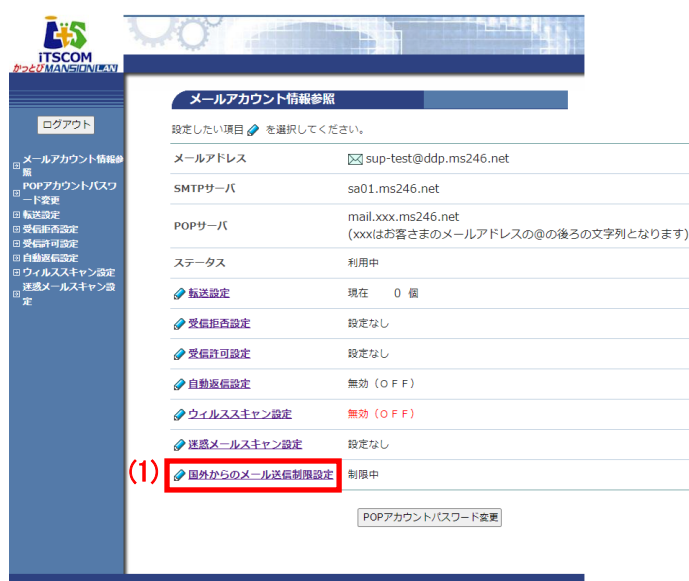 iTSCOM
かっとびMANSIONLAN
メールアカウント情報参照
ログアウト
設定したい項目 を選択してください。
メールアカウント情報参
照
POPアカウントパスワ
ード変更
転送設定
受信拒否設定
受信許可設定
自動返信設定
ウィルススキャン設定
迷惑メールスキャン設
定
メールアドレス sup-test@ddp.ms246.net
SMTPサーバ sa01.ms246.net
POPサーバ mail.xxx.ms246.net
(xxxはお客さまのメールアドレスの@の後ろの文字列となります)
ステータス 利用中
転送設定 現在 0 個
受信拒否設定 設定なし
受信許可設定 設定なし
自動返信設定 無効（ＯＦＦ）
ウィルススキャン設定 無効（ＯＦＦ）
迷惑メールスキャン設定 設定なし
(1) 国外からのメール送信制限設定 制限中
POPアカウントパスワード変更